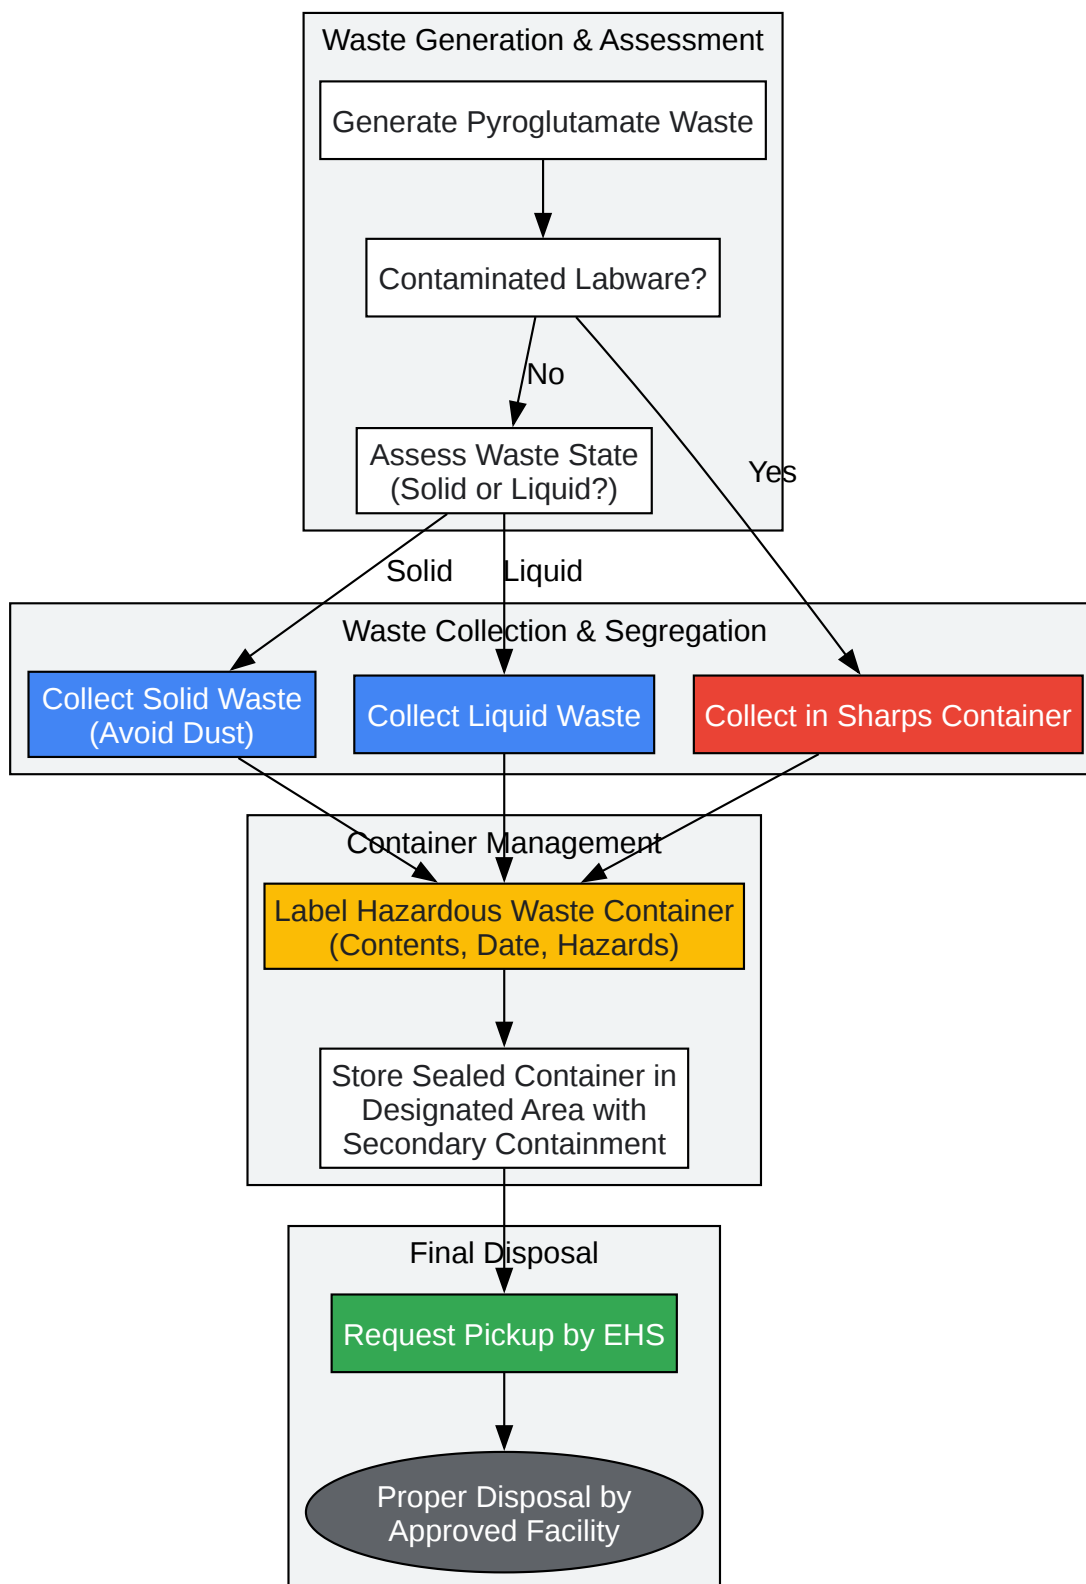 Waste Generation & Assessment
Generate Pyroglutamate Waste
Contaminated Labware?
No
Assess Waste State
(Solid or Liquid?)
Yes
Solid
Liquid
Waste Collection & Segregation
Collect Solid Waste
(Avoid Dust)
Collect Liquid Waste
Collect in Sharps Container
Container Management
Label Hazardous Waste Container
(Contents, Date, Hazards)
Store Sealed Container in
Designated Area with
Secondary Containment
Final Disposal
Request Pickup by EHS
Proper Disposal by
Approved Facility